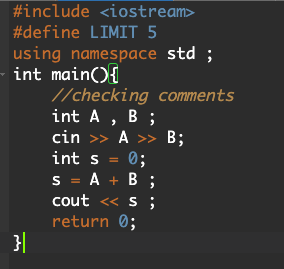 #include <iostream>
#define LIMIT 5
using namespace std ;
int main(){
    //checking comments
    int A , B ;
    cin >> A >> B;
    int s = 0;
    s = A + B ;
    cout << s ;
    return 0;
}